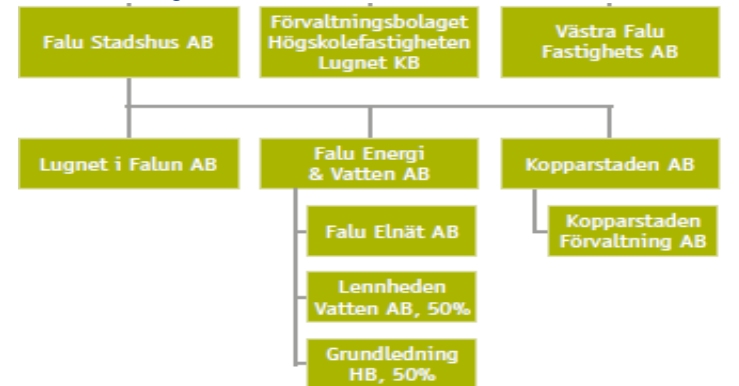 Falu Stadshus AB
Förvaltningsbolaget
Högskolefastigheten
Lugnet KB
Västra Falu
Fastighets AB
Lugnet i Falun AB
Falu Energi
& Vatten AB
Kopparstaden AB
Falu Elnät AB
Kopparstaden
Förvaltning AB
Lennheden
Vatten AB, 50%
Grundledning
HB, 50%